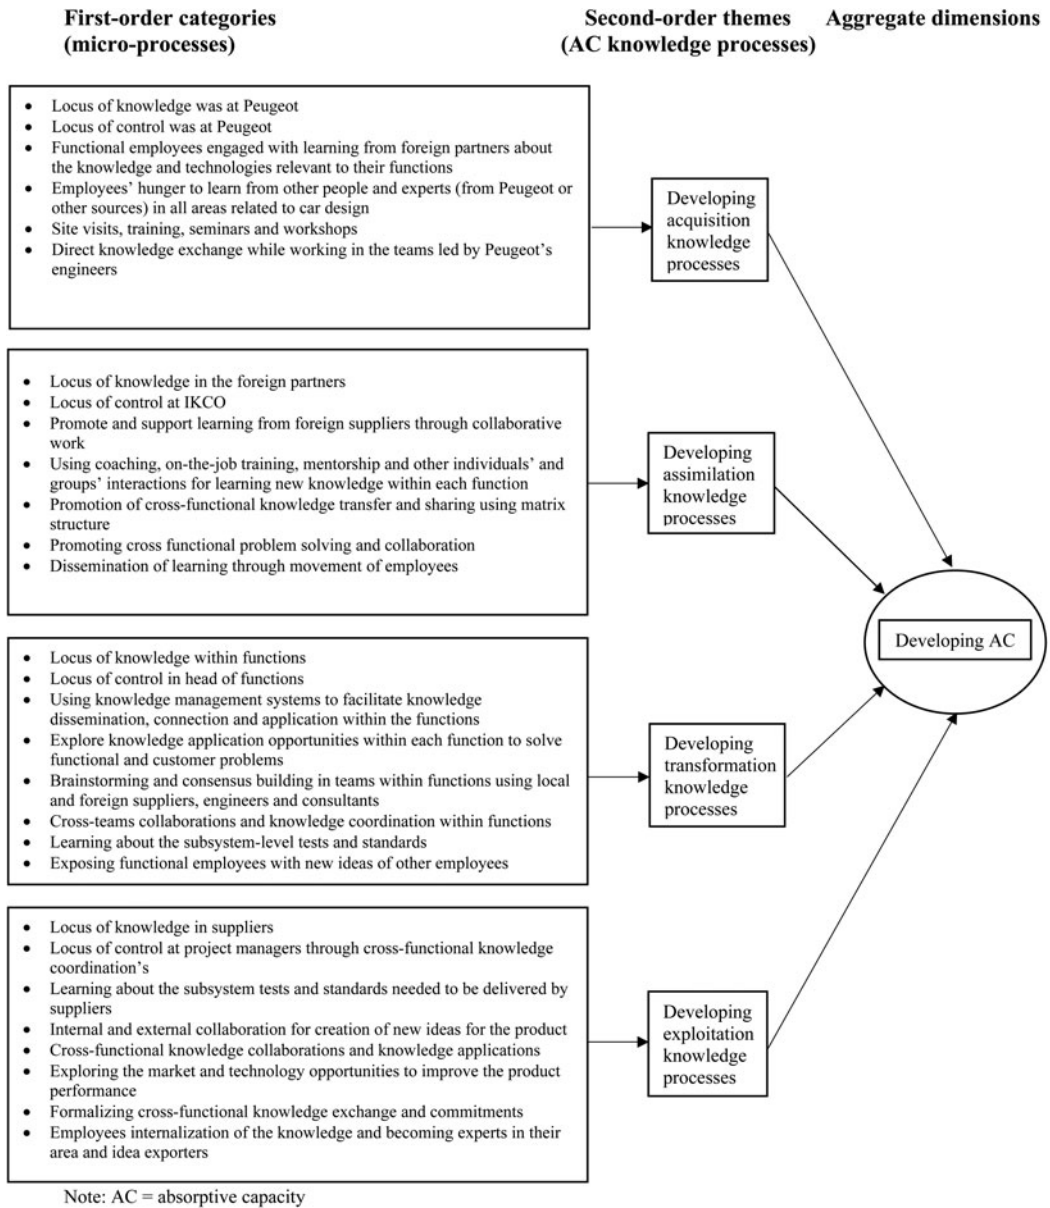 First-order categories
(micro-processes)
Second-order themes
(AC knowledge processes)
Aggregate dimensions
• Locus of knowledge was at Peugeot
• Locus of control was at Peugeot
• Functional employees engaged with learning from foreign partners about
the knowledge and technologies relevant to their functions
• Employees’ hunger to learn from other people and experts (from Peugeot or
other sources) in all areas related to car design
• Site visits, training, seminars and workshops
• Direct knowledge exchange while working in the teams led by Peugeot’s
engineers
Developing
acquisition
knowledge
processes
• Locus of knowledge in the foreign partners
• Locus of control at IKCO
• Promote and support learning from foreign suppliers through collaborative
work
• Using coaching, on-the-job training, mentorship and other individuals’ and
groups’ interactions for learning new knowledge within each function
• Promotion of cross-functional knowledge transfer and sharing using matrix
structure
• Promoting cross functional problem solving and collaboration
• Dissemination of learning through movement of employees
Developing
assimilation
knowledge
processes
Developing AC
• Locus of knowledge within functions
• Locus of control in head of functions
• Using knowledge management systems to facilitate knowledge
dissemination, connection and application within the functions
• Explore knowledge application opportunities within each function to solve
functional and customer problems
• Brainstorming and consensus building in teams within functions using local
and foreign suppliers, engineers and consultants
• Cross-teams collaborations and knowledge coordination within functions
• Learning about the subsystem-level tests and standards
• Exposing functional employees with new ideas of other employees
Developing
transformation
knowledge
processes
• Locus of knowledge in suppliers
• Locus of control at project managers through cross-functional knowledge
coordination’s
• Learning about the subsystem tests and standards needed to be delivered by
suppliers
• Internal and external collaboration for creation of new ideas for the product
• Cross-functional knowledge collaborations and knowledge applications
• Exploring the market and technology opportunities to improve the product
performance
• Formalizing cross-functional knowledge exchange and commitments
• Employees internalization of the knowledge and becoming experts in their
area and idea exporters
Developing
exploitation
knowledge
processes
Note: AC = absorptive capacity